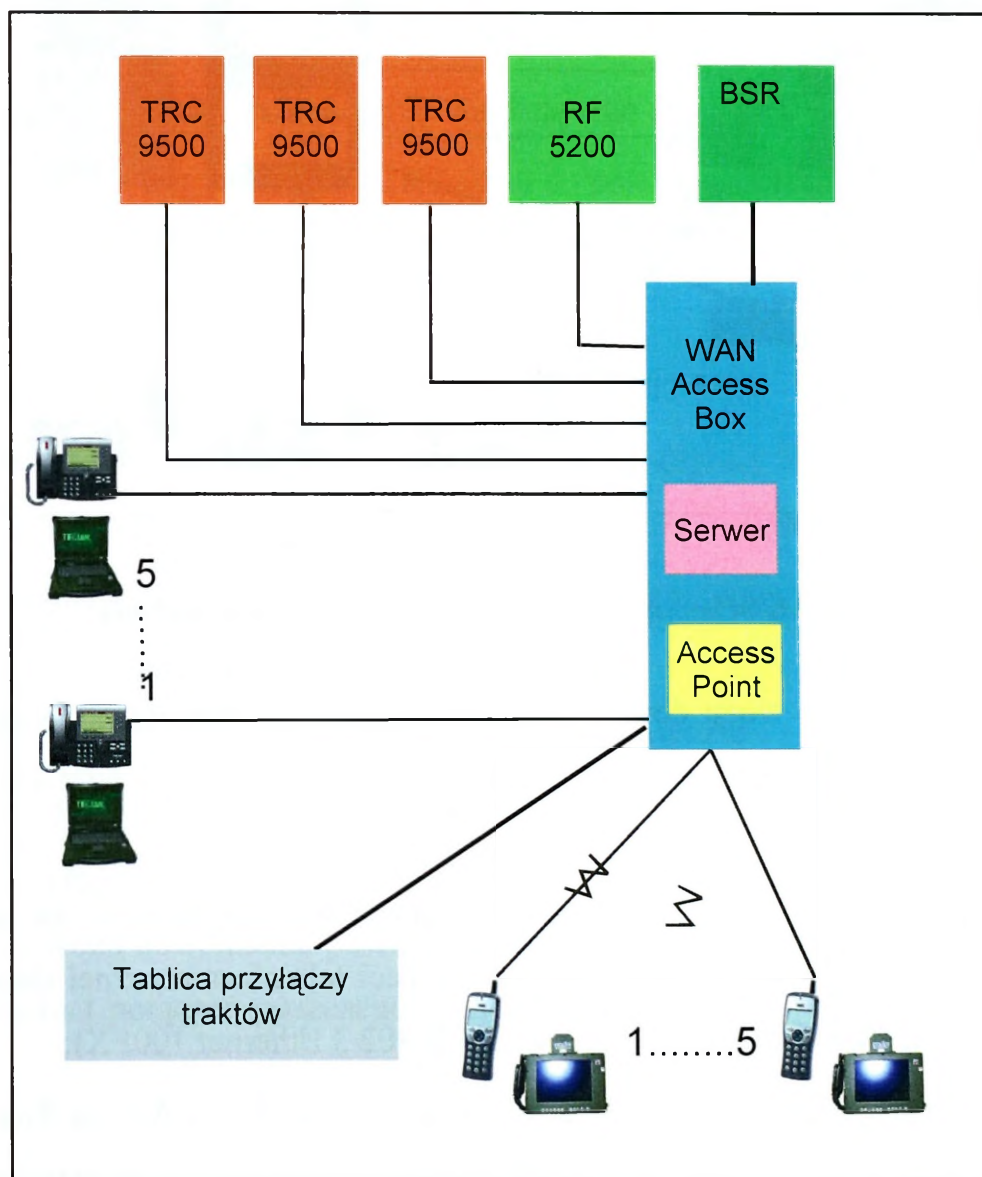 TRC
9500
TRC
9500
TRC
9500
RF
5200
BSR
WAN
Access
Box
Serwer
5
1
Access
Point
Tablica przyłączy
traktów
1........5